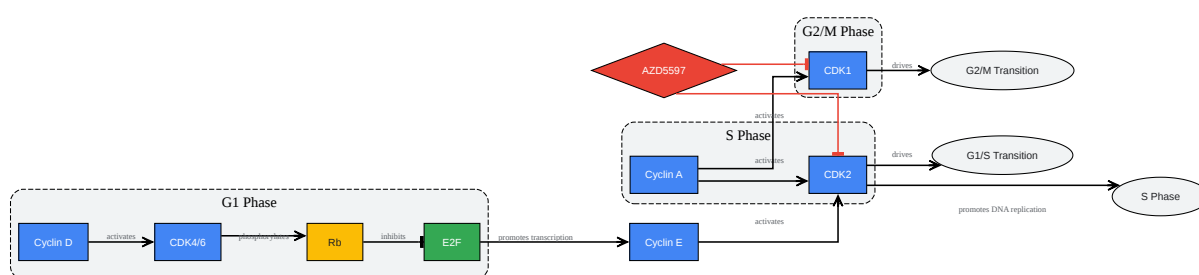 G2/M Phase
AZD5597
CDK1
drives
G2/M Transition
activates
S Phase
Cyclin A
activates
CDK2
drives
G1/S Transition
S Phase
promotes DNA replication
G1 Phase
Cyclin D
activates
CDK4/6
phosphorylates
Rb
inhibits
E2F
promotes transcription
Cyclin E
activates